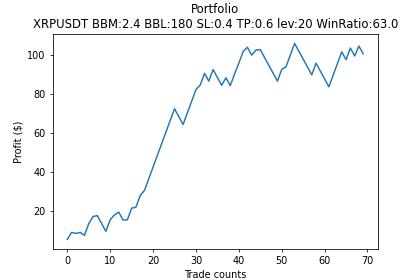 Portfolio
XRPUSDT BBM:2.4 BBL:180 SL:0.4 TP:0.6 lev:20 WinRatio:63.0
100
80
60
40
20
Profit ($)
0 10 20 30 40 50 60 70
Trade counts